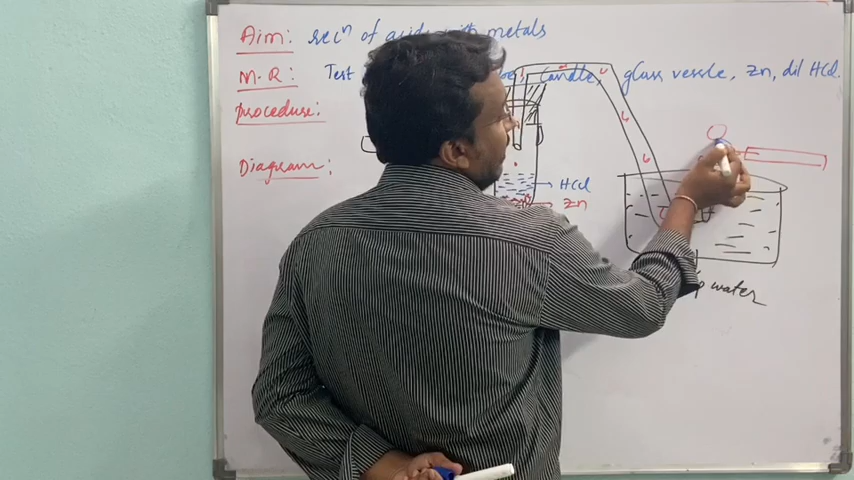 Aim: recⁿ of acids with metals
M.R: Test candle, glass vessle, Zn, dil HCl.
procedure:
Diagram:
HCl
Zn
water